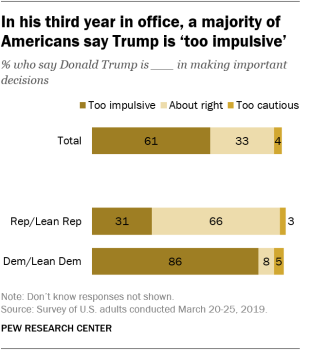 In his third year in office, a majority of
Americans say Trump is ‘too impulsive’
% who say Donald Trump is ___ in making important
decisions
Too impulsive About right Too cautious
Total 61 33 4
Rep/Lean Rep 31 66 3
Dem/Lean Dem 86 8 5
Note: Don’t know responses not shown.
Source: Survey of U.S. adults conducted March 20-25, 2019.
PEW RESEARCH CENTER